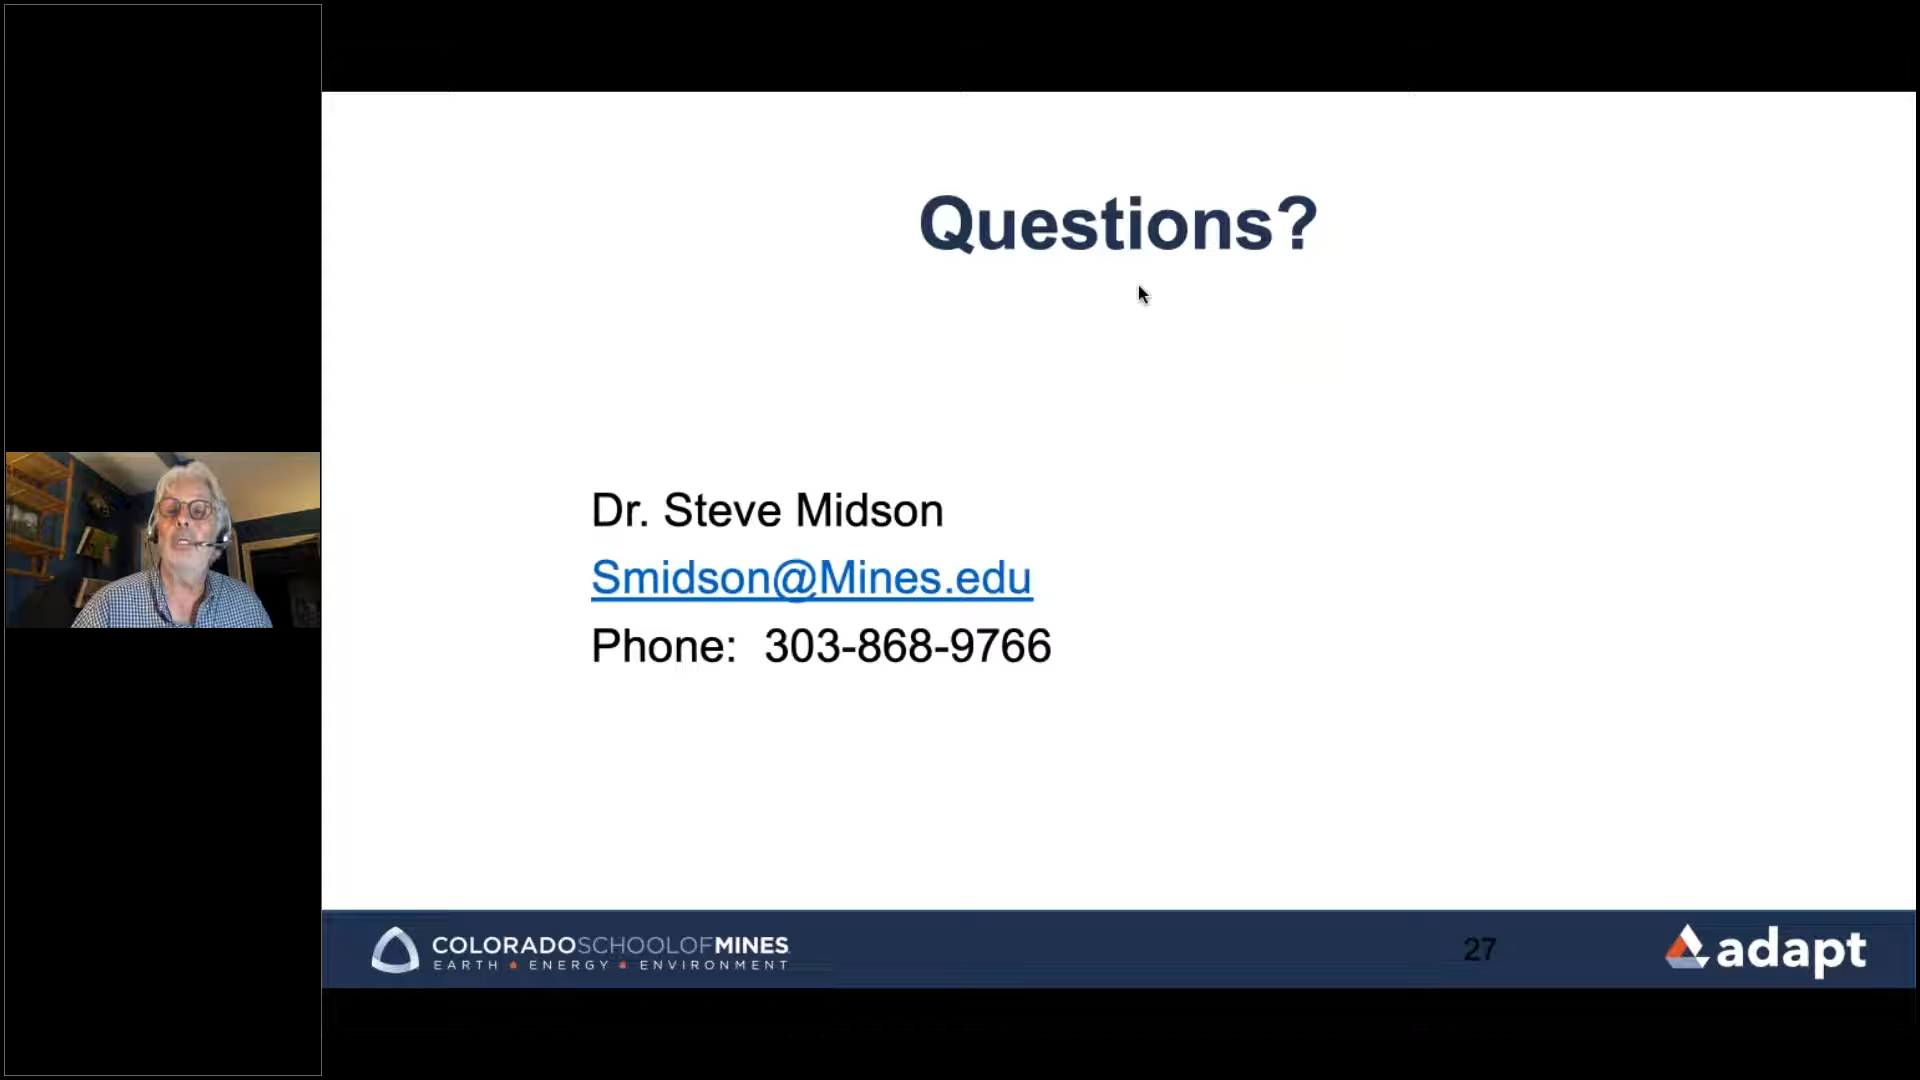 Questions?
Dr. Steve Midson
Smidson@Mines.edu
Phone: 303-868-9766
COLORADOSCHOOLOFMINES
EARTH ENERGY ENVIRONMENT
27
adapt